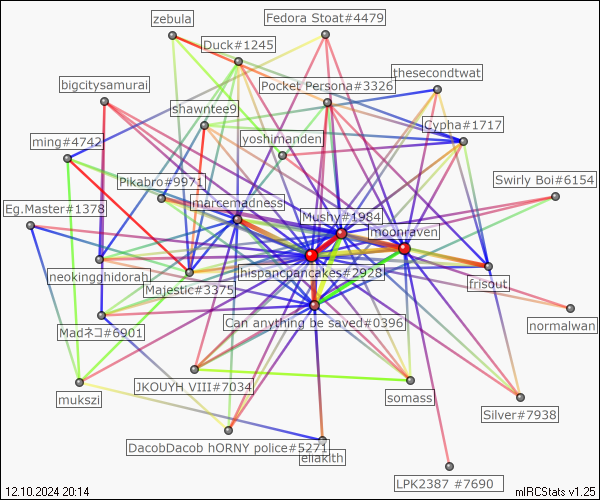 zebula
Fedora Stoat#4479
Duck#1245
thesecondtwat
bigcitysamurai
Pocket Persona#3326
shawntee9
Cypha#1717
ming#4742
yoshimanden
Pikabro#9971
Swirly Boi#6154
marcemadness
Eg.Master#1378
Mushy#1984
moonraven
neokingghidorah
hispancpancakes#2928
frisout
Majestic#3375
Can anything be saved#0396
normalwan
Madネコ#6901
JKOUYH VIII#7034
mukszi
somass
Silver#7938
DacobDacob hORNY police#5271
eliakith
LPK2387 #7690
12.10.2024 20:14
mIRCStats v1.25